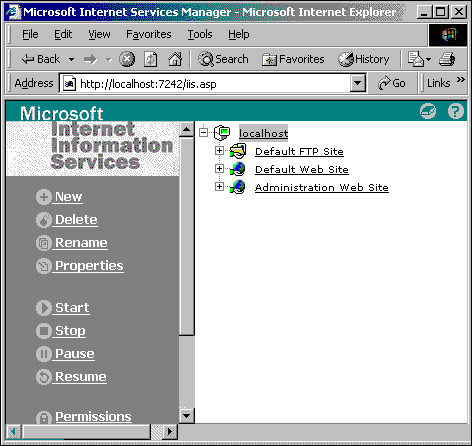 Microsoft Internet Services Manager - Microsoft Internet Explorer
File Edit View Favorites Tools Help
Back Search Favorites History
Address http://localhost:7242/iis.asp Go Links »
Microsoft
Internet
Information
Services
New
Delete
Rename
Properties
Start
Stop
Pause
Resume
Permissions
localhost
Default FTP Site
Default Web Site
Administration Web Site